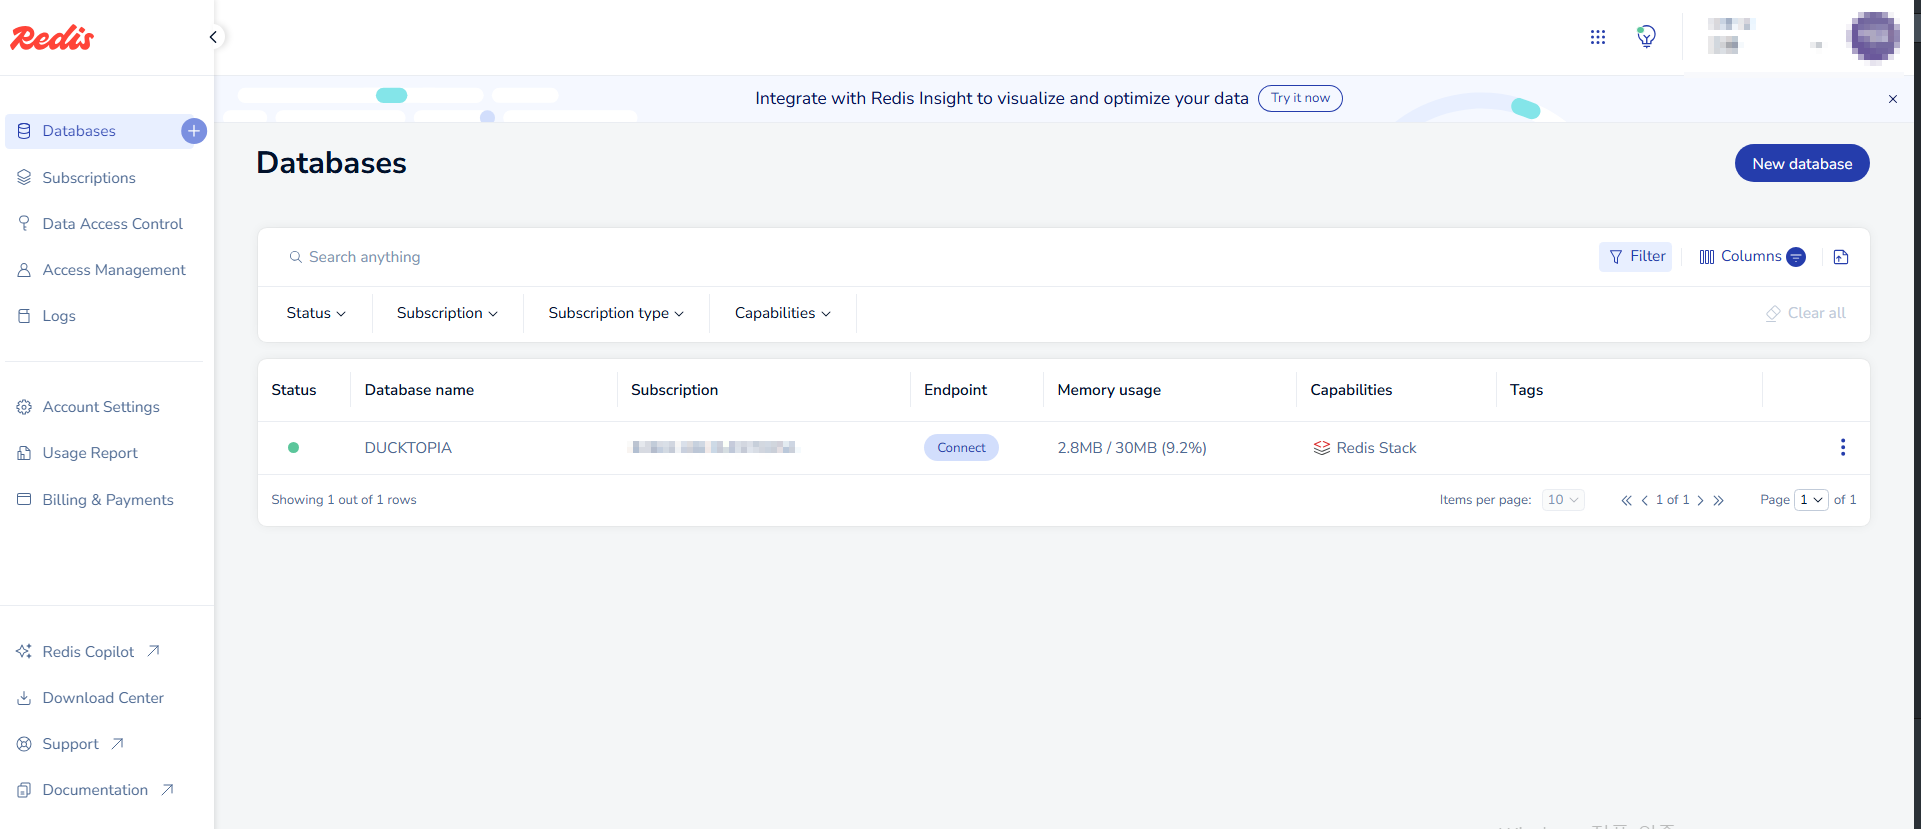 Redis
Integrate with Redis Insight to visualize and optimize your data Try it now
Databases
Subscriptions
Data Access Control
Access Management
Logs
Account Settings
Usage Report
Billing & Payments
Redis Copilot
Download Center
Support
Documentation
Databases
New database
Search anything
Filter Columns
Status Subscription Subscription type Capabilities Clear all
Status Database name Subscription Endpoint Memory usage Capabilities Tags
DUCKTOPIA Connect 2.8MB / 30MB (9.2%) Redis Stack
Showing 1 out of 1 rows Items per page: 10 1 of 1 Page 1 of 1